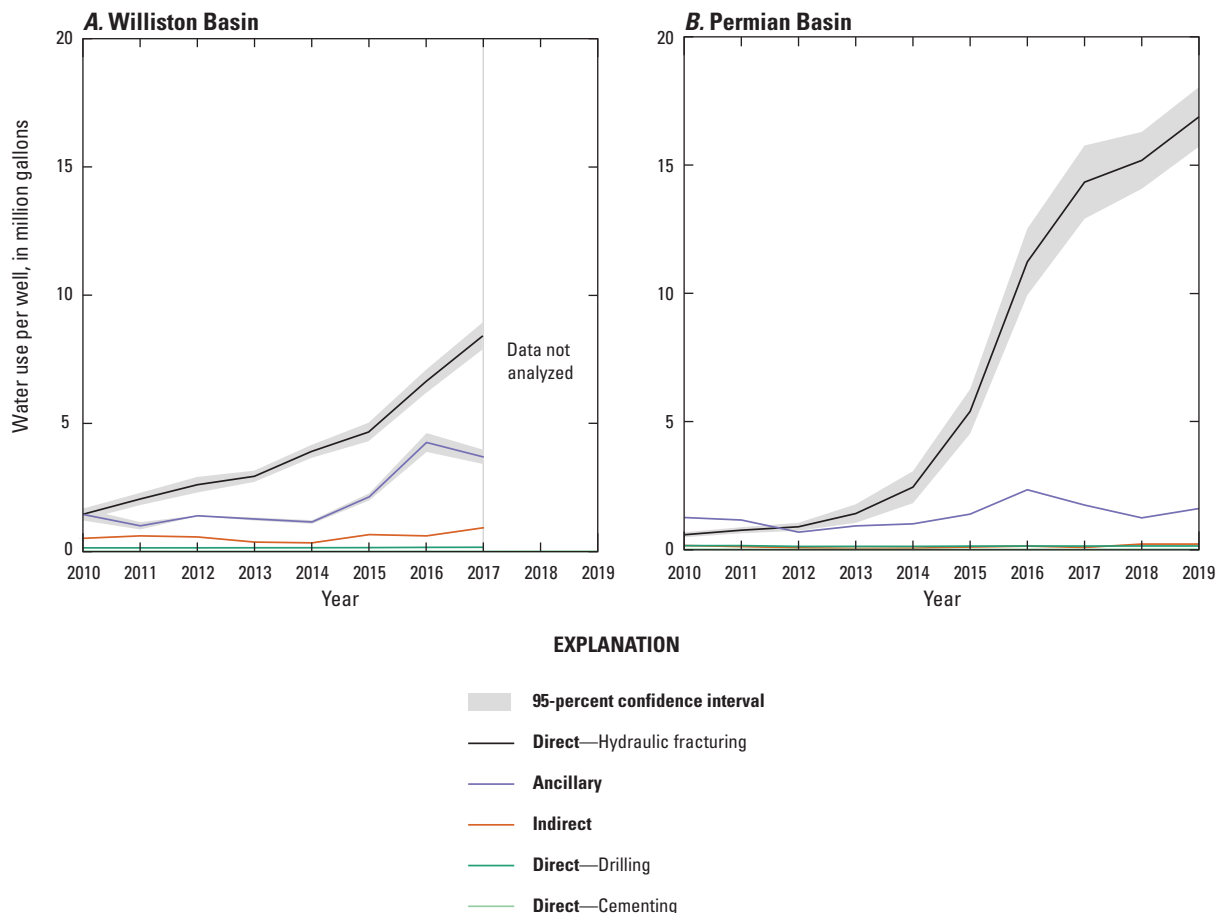 A. Williston Basin
20
15
10
5
0
Water use per well, in million gallons
Data not
analyzed
2010 2011 2012 2013 2014 2015 2016 2017 2018 2019
Year
B. Permian Basin
20
15
10
5
0
2010 2011 2012 2013 2014 2015 2016 2017 2018 2019
Year
EXPLANATION
95-percent confidence interval
Direct—Hydraulic fracturing
Ancillary
Indirect
Direct—Drilling
Direct—Cementing